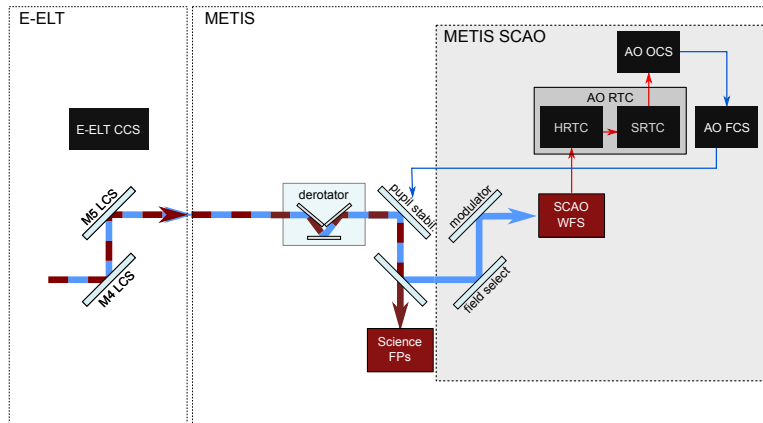 E-ELT
METIS
METIS SCAO
AO OCS
AO RTC
E-ELT CCS
HRTC
SRTC
AO FCS
M5 LCS
derotator
pupil stabil
modulator
SCAO
WFS
M4 LCS
field select
Science
FPs